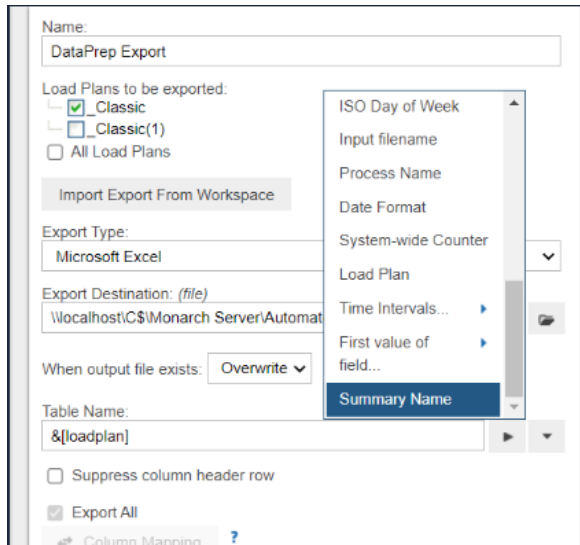 Name:
DataPrep Export
Load Plans to be exported:
_Classic
_Classic(1)
All Load Plans
Import Export From Workspace
Export Type:
Microsoft Excel
Export Destination: (file)
\\localhost\C$\Monarch Server\Automat
When output file exists: Overwrite
Table Name:
&[loadplan]
Suppress column header row
Export All
Column Mapping ?
ISO Day of Week
Input filename
Process Name
Date Format
System-wide Counter
Load Plan
Time Intervals...
First value of
field...
Summary Name